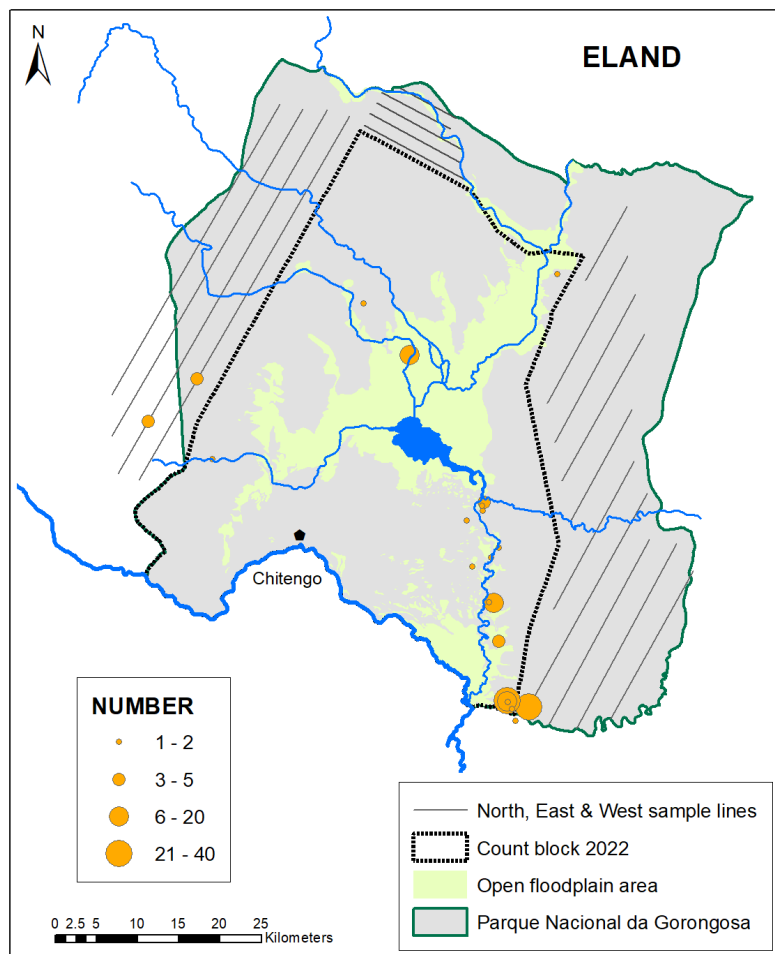 N
ELAND
Chitengo
NUMBER
1 - 2
3 - 5
6 - 20
21 - 40
0 2.5 5 10 15 20 25
Kilometers
North, East & West sample lines
Count block 2022
Open floodplain area
Parque Nacional da Gorongosa